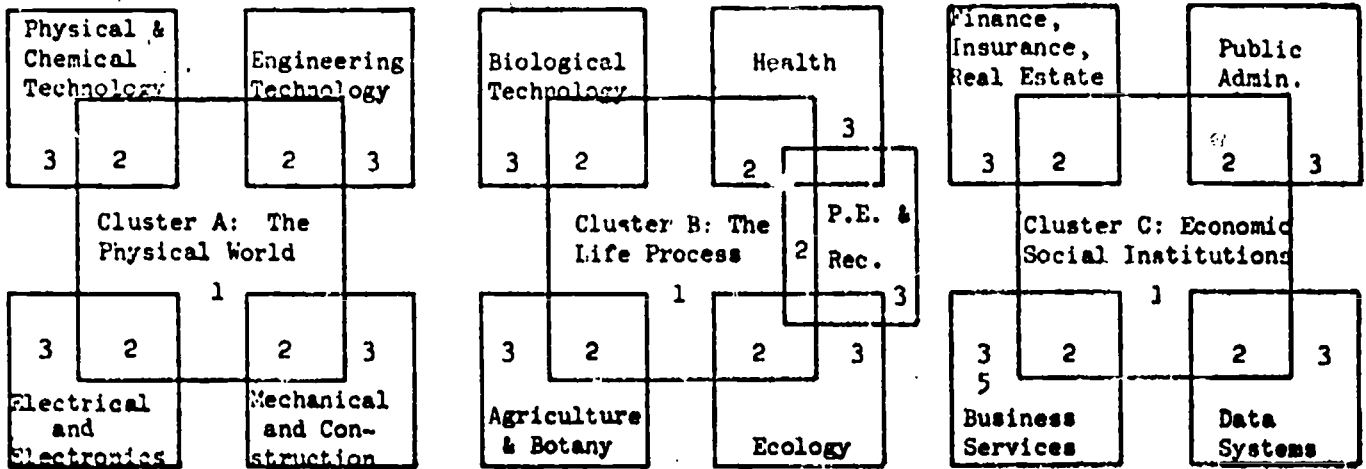 Physical &
Chemical
Technology
3 2
Engineering
Technology
2 3
Cluster A: The
Physical World
1
3 2
Electrical
and
Electronics
2 3
Mechanical
and Con-
struction
Biological
Technology
3 2
Health
3
2
P.E. &
Rec.
2
3
Cluster B: The
Life Process
1
3 2
Agriculture
& Botany
2 3
Ecology
Finance,
Insurance,
Real Estate
3 2
Public
Admin.
2 3
Cluster C: Economic
Social Institutions
1
3 2
5
Business
Services
2 3
Data
Systems